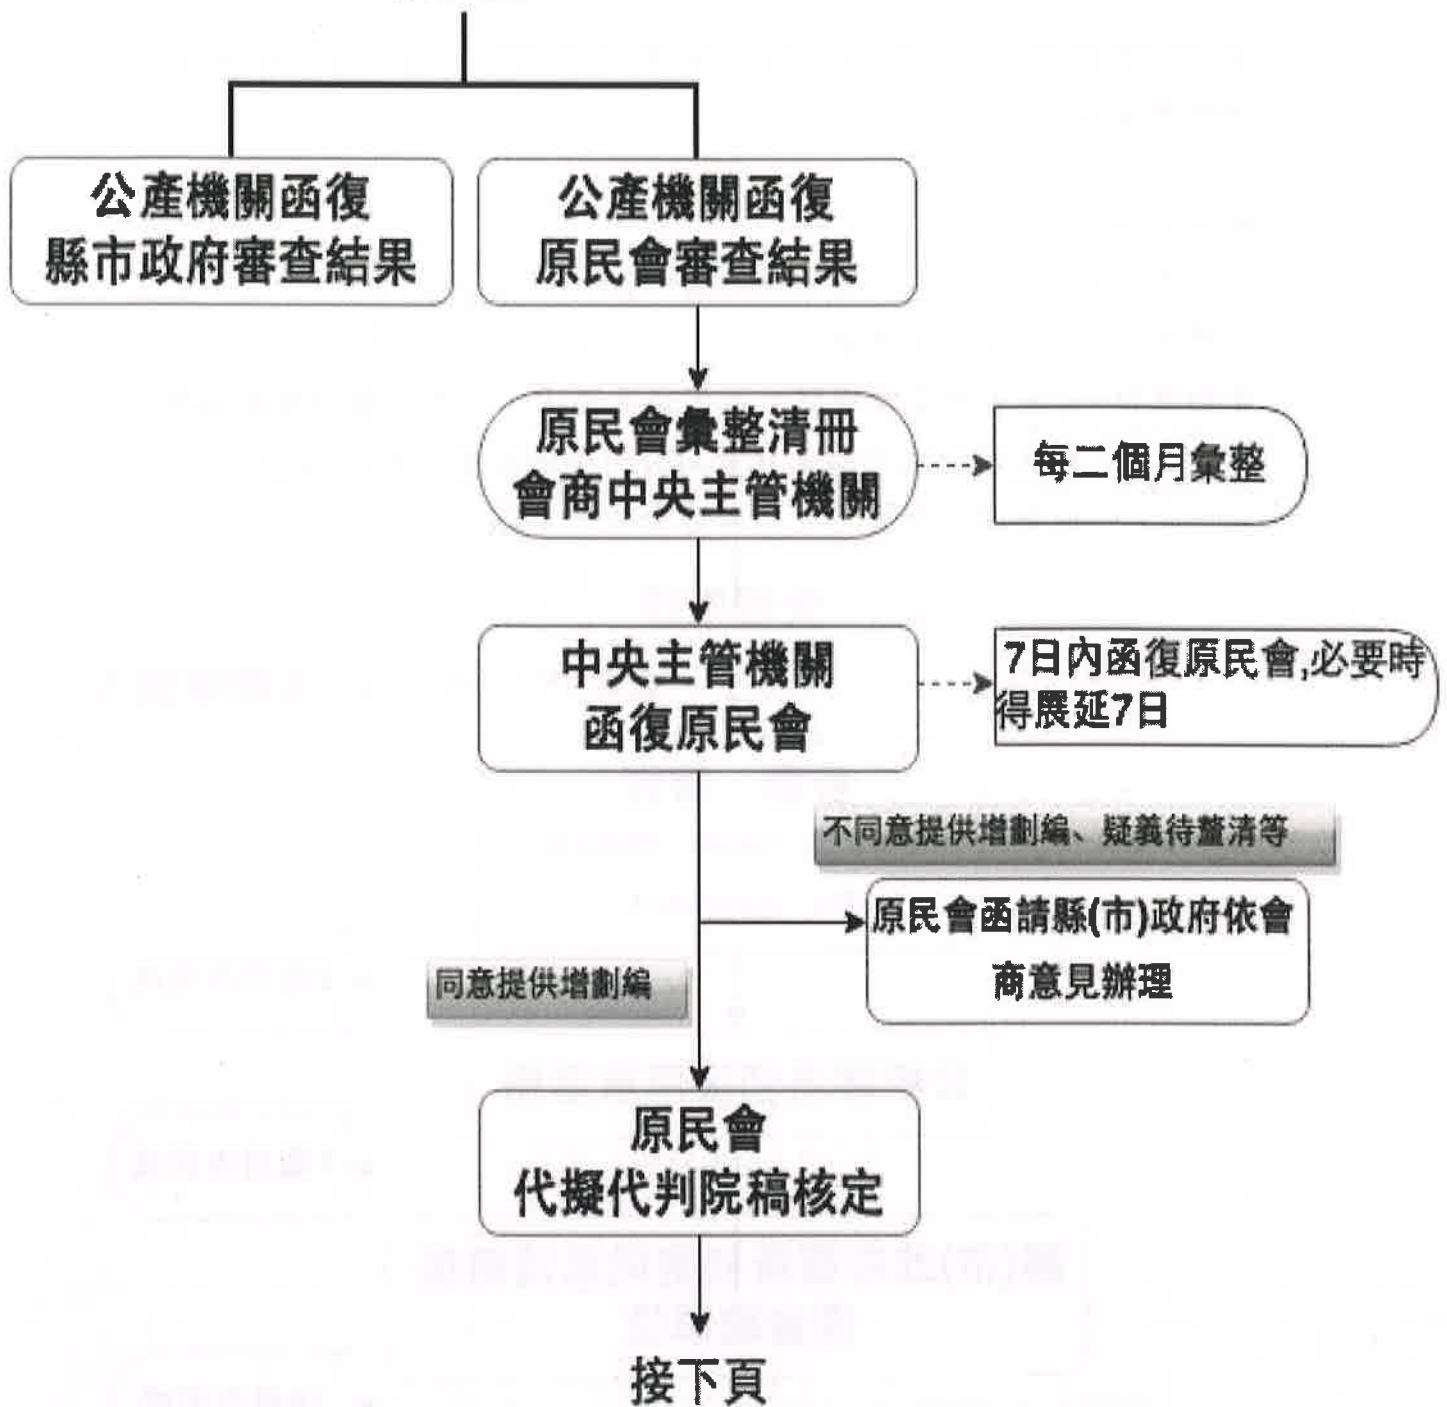 公產機關函復
縣市政府審查結果
公產機關函復
原民會審查結果
原民會彙整清冊
會商中央主管機關
每二個月彙整
中央主管機關
函復原民會
7日內函復原民會,必要時
得展延7日
不同意提供增劃編、疑義待釐清等
原民會函請縣(市)政府依會
商意見辦理
同意提供增劃編
原民會
代擬代判院稿核定
接下頁